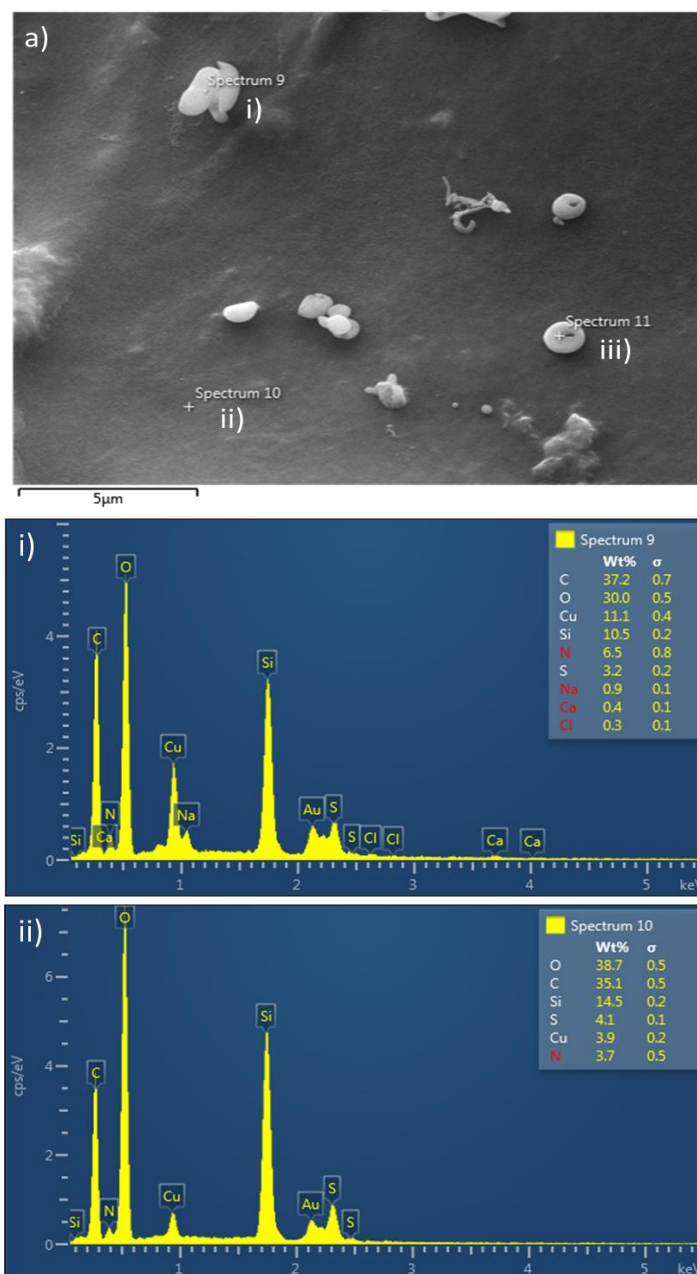 a)
Spectrum 9
i)
Spectrum 11
iii)
Spectrum 10
ii)
5µm
i)
Spectrum 9
Wt% σ
C 37.2 0.7
O 30.0 0.5
Cu 11.1 0.4
Si 10.5 0.2
N 6.5 0.8
S 3.2 0.2
Na 0.9 0.1
Ca 0.4 0.1
Cl 0.3 0.1
cps/eV
4
2
0
O
C
Si
Cu
N
Na
Au
S
Si
Ca
S
Cl
Cl
Ca
Ca
1 2 3 4 5 keV
ii)
Spectrum 10
Wt% σ
O 38.7 0.5
C 35.1 0.5
Si 14.5 0.2
S 4.1 0.1
Cu 3.9 0.2
N 3.7 0.5
cps/eV
6
4
2
0
O
Si
C
S
Cu
N
Au
Si
S
1 2 3 4 5 keV